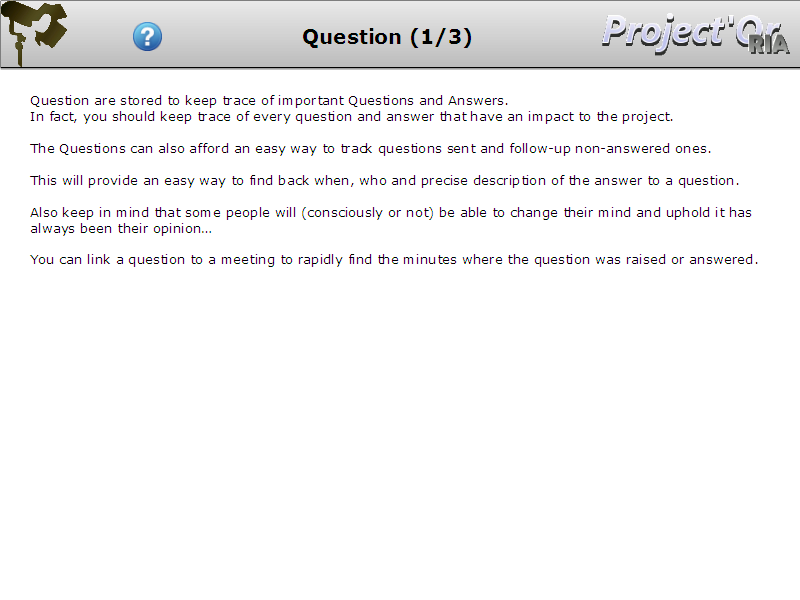 Question (1/3)
Project'Or
RIA
Question are stored to keep trace of important Questions and Answers.
In fact, you should keep trace of every question and answer that have an impact to the project.
The Questions can also afford an easy way to track questions sent and follow-up non-answered ones.
This will provide an easy way to find back when, who and precise description of the answer to a question.
Also keep in mind that some people will (consciously or not) be able to change their mind and uphold it has
always been their opinion...
You can link a question to a meeting to rapidly find the minutes where the question was raised or answered.